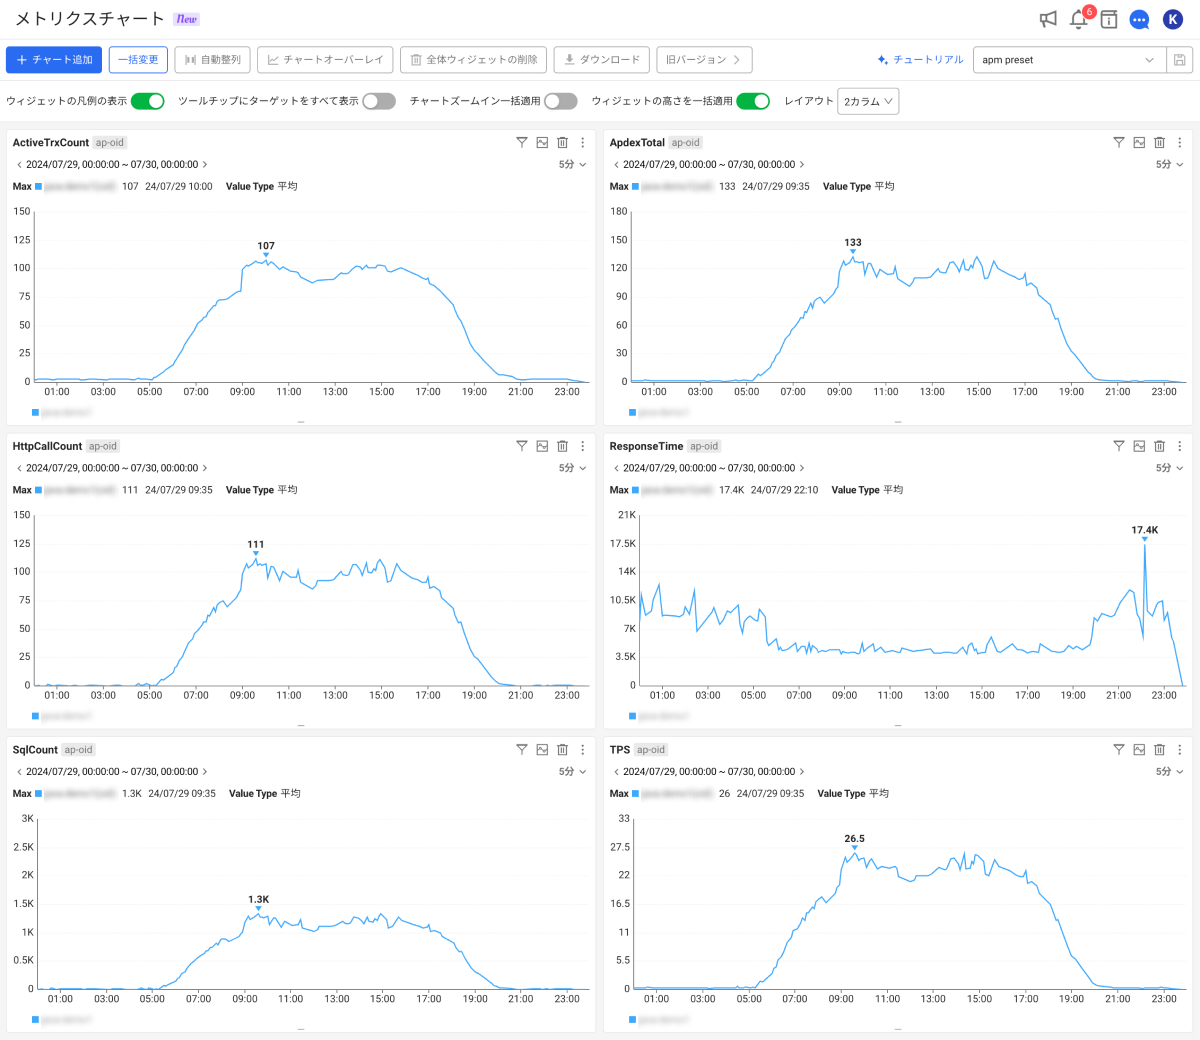 メトリクスチャート New
6
K
+ チャート追加 一括変更 自動整列 チャートオーバーレイ 全体ウィジェットの削除 ダウンロード 旧バージョン チュートリアル apm preset
ウィジェットの凡例の表示 ツールチップにターゲットをすべて表示 チャートズームイン一括適用 ウィジェットの高さを一括適用 レイアウト 2カラム
ActiveTrxCount ap-oid
2024/07/29, 00:00:00 ~ 07/30, 00:00:00 5分
Max 107 24/07/29 10:00 Value Type 平均
150
125
100
75
50
25
0
107
01:00 03:00 05:00 07:00 09:00 11:00 13:00 15:00 17:00 19:00 21:00 23:00
ApdexTotal ap-oid
2024/07/29, 00:00:00 ~ 07/30, 00:00:00 5分
Max 133 24/07/29 09:35 Value Type 平均
180
150
120
90
60
30
0
133
01:00 03:00 05:00 07:00 09:00 11:00 13:00 15:00 17:00 19:00 21:00 23:00
HttpCallCount ap-oid
2024/07/29, 00:00:00 ~ 07/30, 00:00:00 5分
Max 111 24/07/29 09:35 Value Type 平均
150
125
100
75
50
25
0
111
01:00 03:00 05:00 07:00 09:00 11:00 13:00 15:00 17:00 19:00 21:00 23:00
ResponseTime ap-oid
2024/07/29, 00:00:00 ~ 07/30, 00:00:00 5分
Max 17.4K 24/07/29 22:10 Value Type 平均
21K
17.5K
14K
10.5K
7K
3.5K
0
17.4K
01:00 03:00 05:00 07:00 09:00 11:00 13:00 15:00 17:00 19:00 21:00 23:00
SqlCount ap-oid
2024/07/29, 00:00:00 ~ 07/30, 00:00:00 5分
Max 1.3K 24/07/29 09:35 Value Type 平均
3K
2.5K
2K
1.5K
1K
0.5K
0
1.3K
01:00 03:00 05:00 07:00 09:00 11:00 13:00 15:00 17:00 19:00 21:00 23:00
TPS ap-oid
2024/07/29, 00:00:00 ~ 07/30, 00:00:00 5分
Max 26 24/07/29 09:35 Value Type 平均
33
27.5
22
16.5
11
5.5
0
26.5
01:00 03:00 05:00 07:00 09:00 11:00 13:00 15:00 17:00 19:00 21:00 23:00